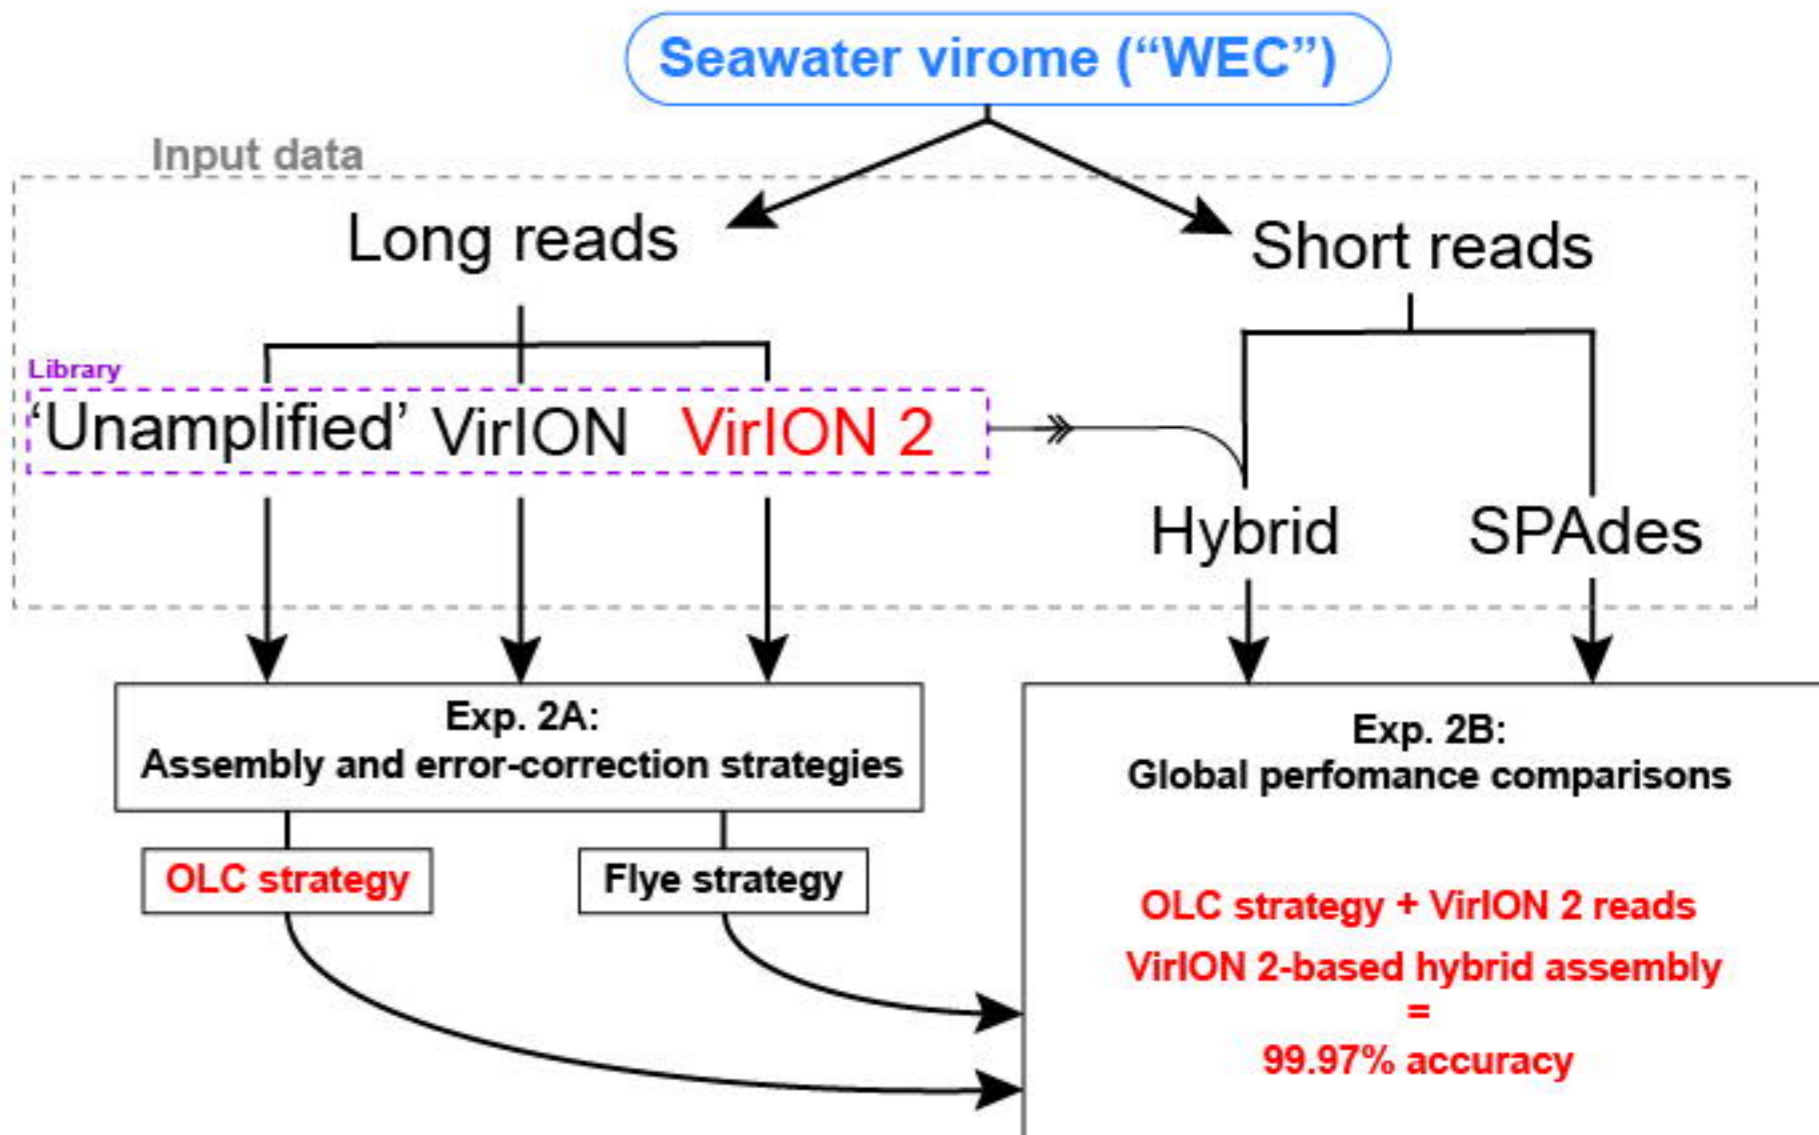 Seawater virome (“WEC”)
Input data
Long reads
Short reads
Library
‘Unamplified’ VirION VirION 2
Hybrid
SPAdes
Exp. 2A:
Assembly and error-correction strategies
OLC strategy
Flye strategy
Exp. 2B:
Global perfomance comparisons
OLC strategy + VirION 2 reads
VirION 2-based hybrid assembly
=
99.97% accuracy